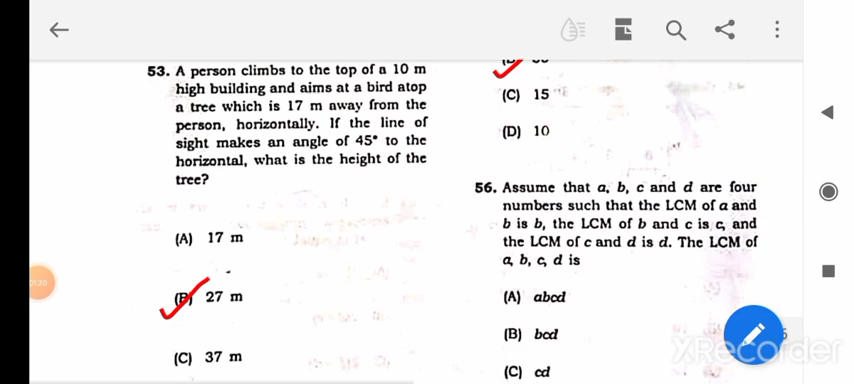 53. A person climbs to the top of a 10 m
high building and aims at a bird atop
a tree which is 17 m away from the
person, horizontally. If the line of
sight makes an angle of 45° to the
horizontal, what is the height of the
tree?
(A) 17 m
(B) 27 m
(C) 37 m
(C) 15
(D) 10
56. Assume that a, b, c and d are four
numbers such that the LCM of a and
b is b, the LCM of b and c is c, and
the LCM of c and d is d. The LCM of
a, b, c, d is
(A) abcd
(B) bcd
(C) cd
01:20
XRecorder